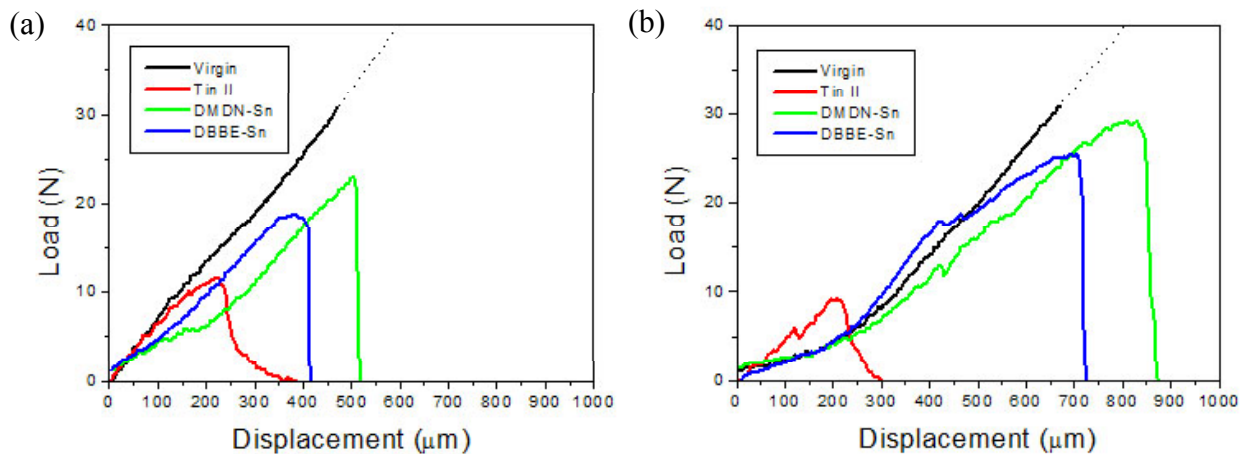 (a)
40
30
20
10
0
Load (N)
Virgin
Tin II
DMDN-Sn
DBBE-Sn
0 100 200 300 400 500 600 700 800 900 1000
Displacement (μm)
(b)
40
30
20
10
0
Load (N)
Virgin
Tin II
DMDN-Sn
DBBE-Sn
0 100 200 300 400 500 600 700 800 900 1000
Displacement (μm)